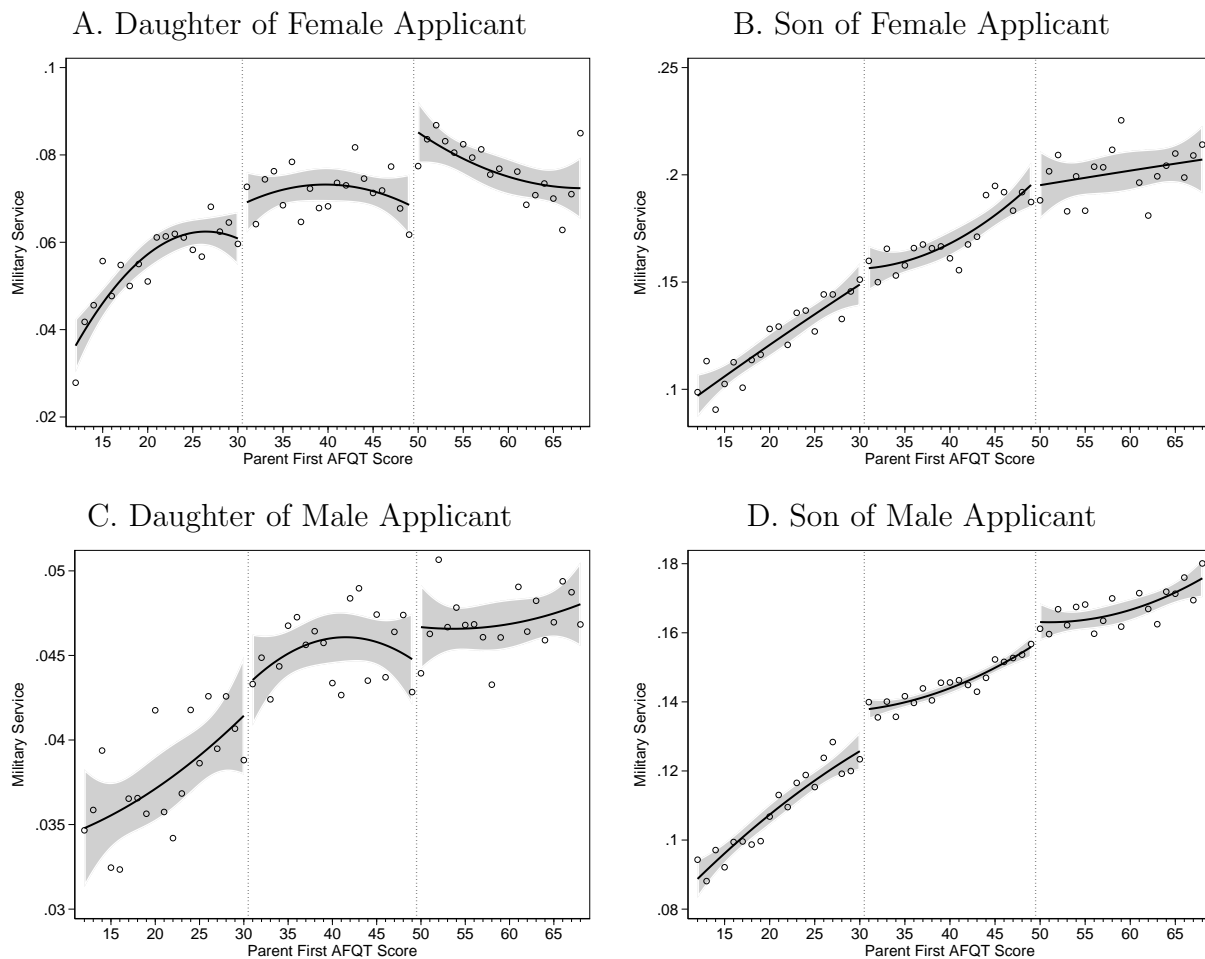 A. Daughter of Female Applicant
.1
.08
.06
.04
.02
Military Service
15 20 25 30 35 40 45 50 55 60 65
Parent First AFQT Score
B. Son of Female Applicant
.25
.2
.15
.1
Military Service
15 20 25 30 35 40 45 50 55 60 65
Parent First AFQT Score
C. Daughter of Male Applicant
.05
.045
.04
.035
.03
Military Service
15 20 25 30 35 40 45 50 55 60 65
Parent First AFQT Score
D. Son of Male Applicant
.18
.16
.14
.12
.1
.08
Military Service
15 20 25 30 35 40 45 50 55 60 65
Parent First AFQT Score